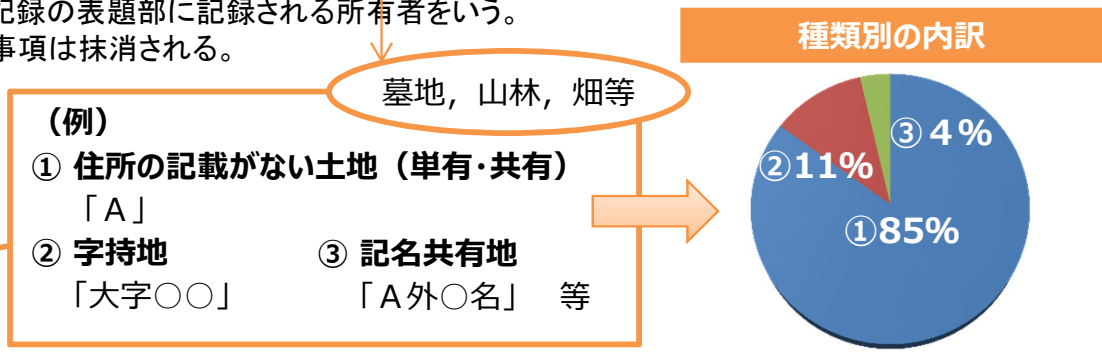 記録の表題部に記録される所有者をいう。
事項は抹消される。
墓地，山林，畑等
（例）
① 住所の記載がない土地（単有･共有）
「Ａ」
② 字持地
「大字○○」
③ 記名共有地
「Ａ外○名」 等
種類別の内訳
③４%
②11%
①85%